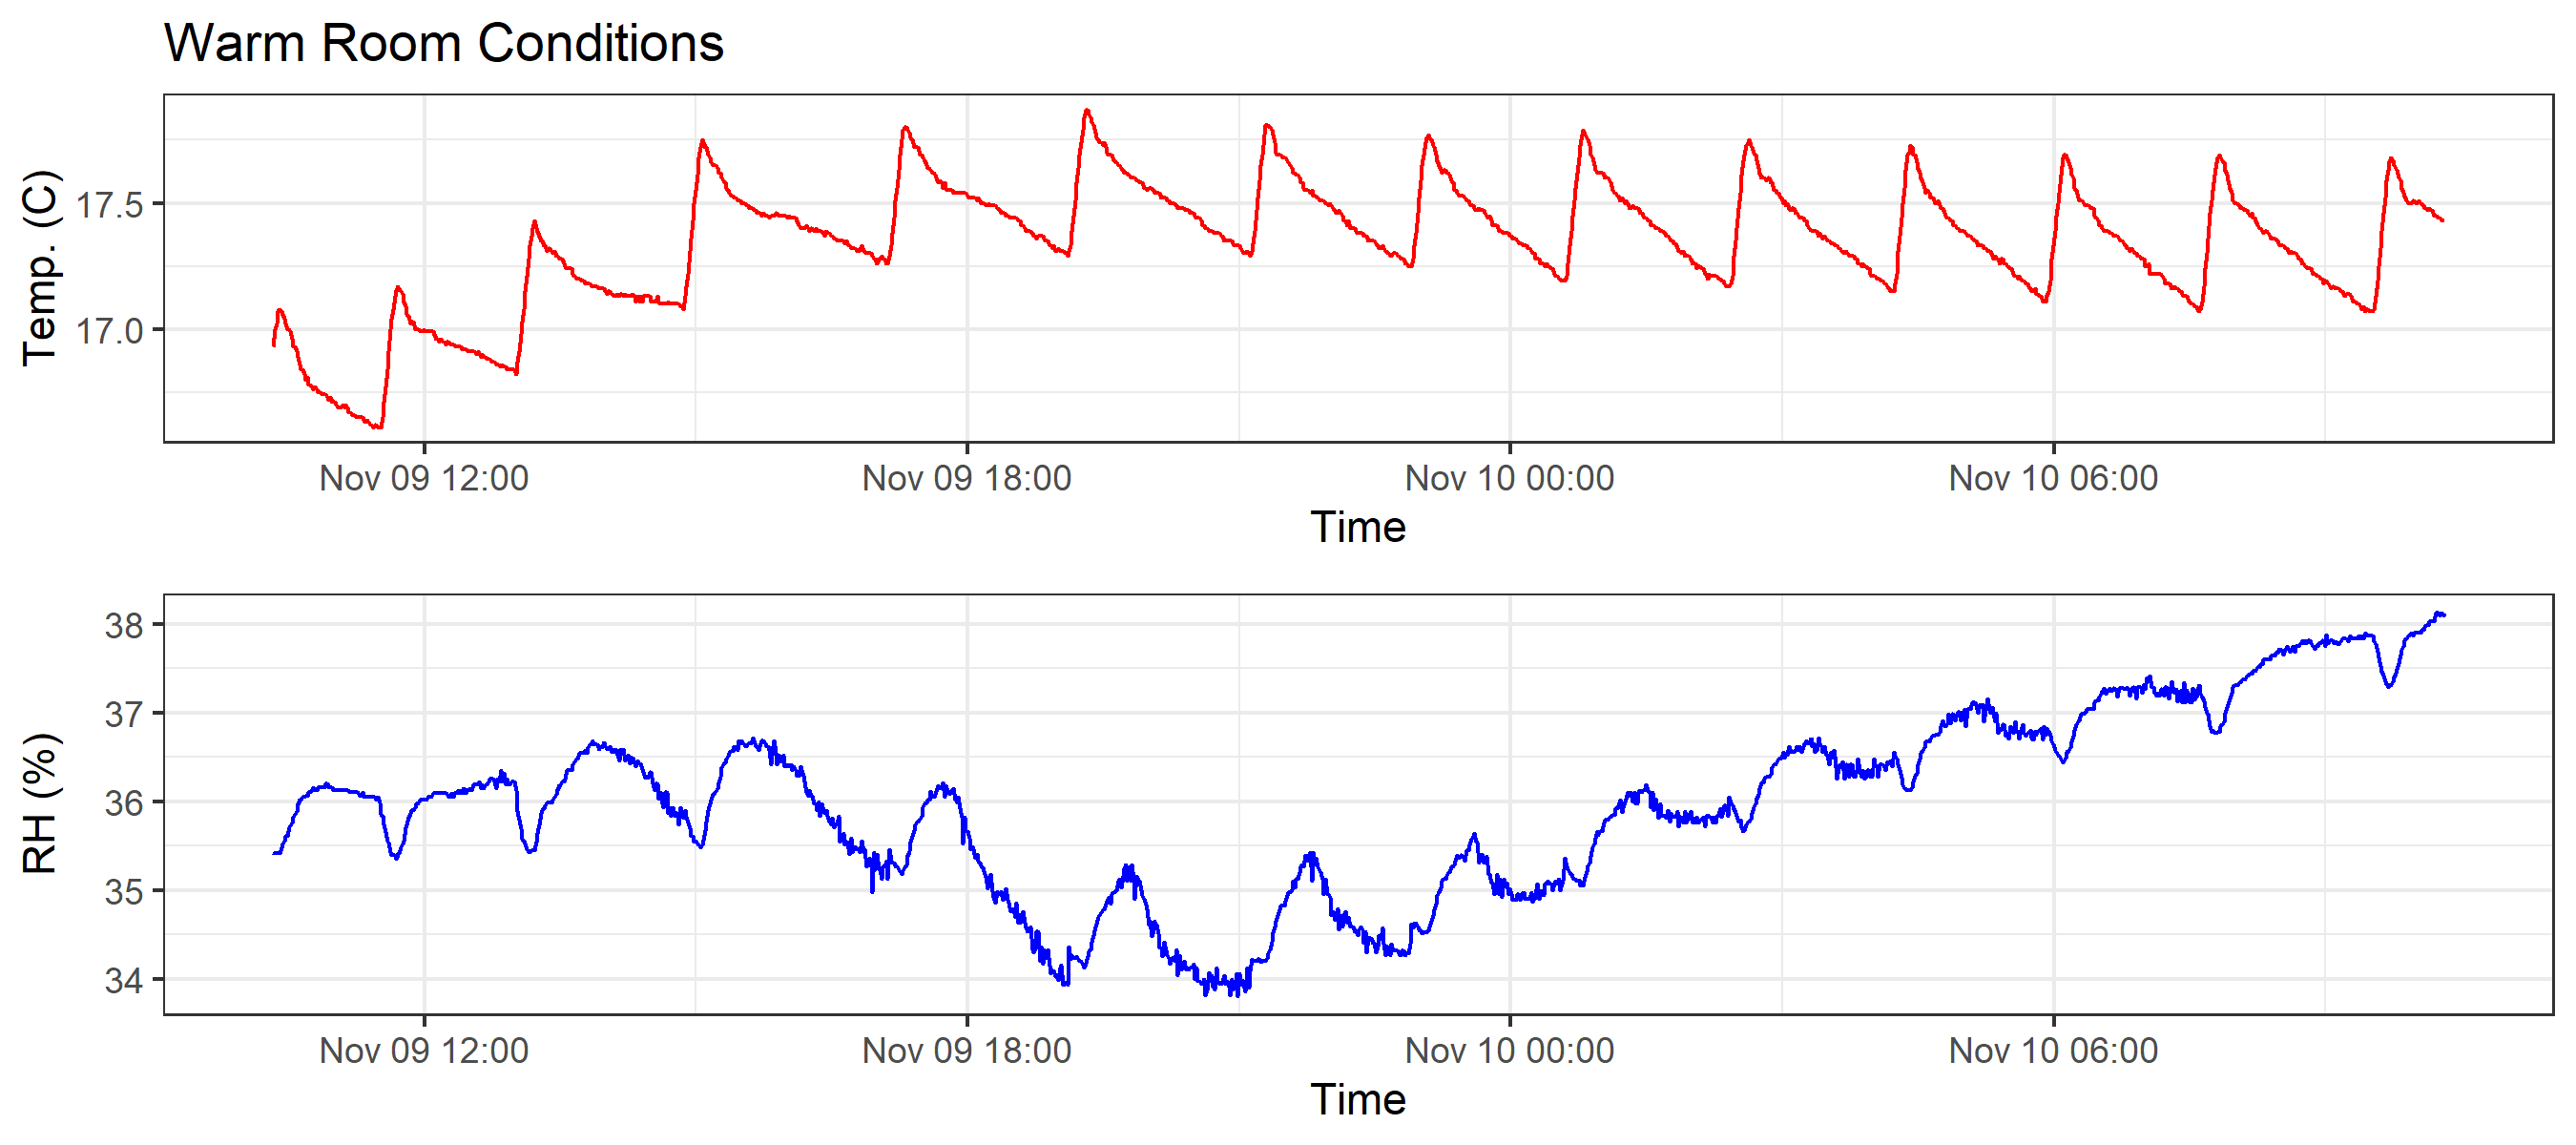 Warm Room Conditions
Temp. (C)
17.5
17.0
Nov 09 12:00 Nov 09 18:00 Nov 10 00:00 Nov 10 06:00
Time
RH (%)
38
37
36
35
34
Nov 09 12:00 Nov 09 18:00 Nov 10 00:00 Nov 10 06:00
Time